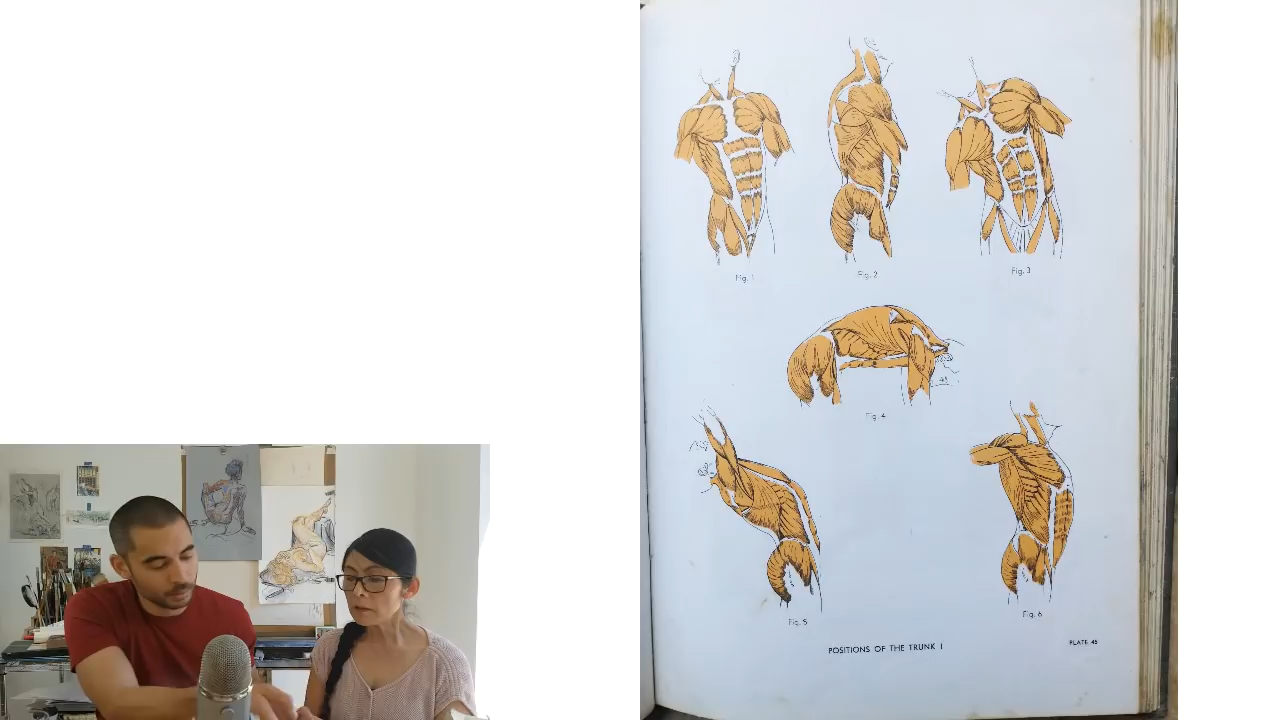 Fig. 1
Fig. 2
Fig. 3
Fig. 4
Fig. 5
Fig. 6
POSITIONS OF THE TRUNK I
PLATE 45